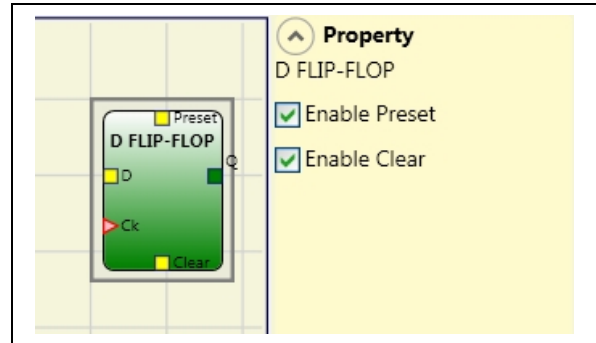 Preset
D FLIP-FLOP
Q
D
Ck
Clear
Property
D FLIP-FLOP
Enable Preset
Enable Clear